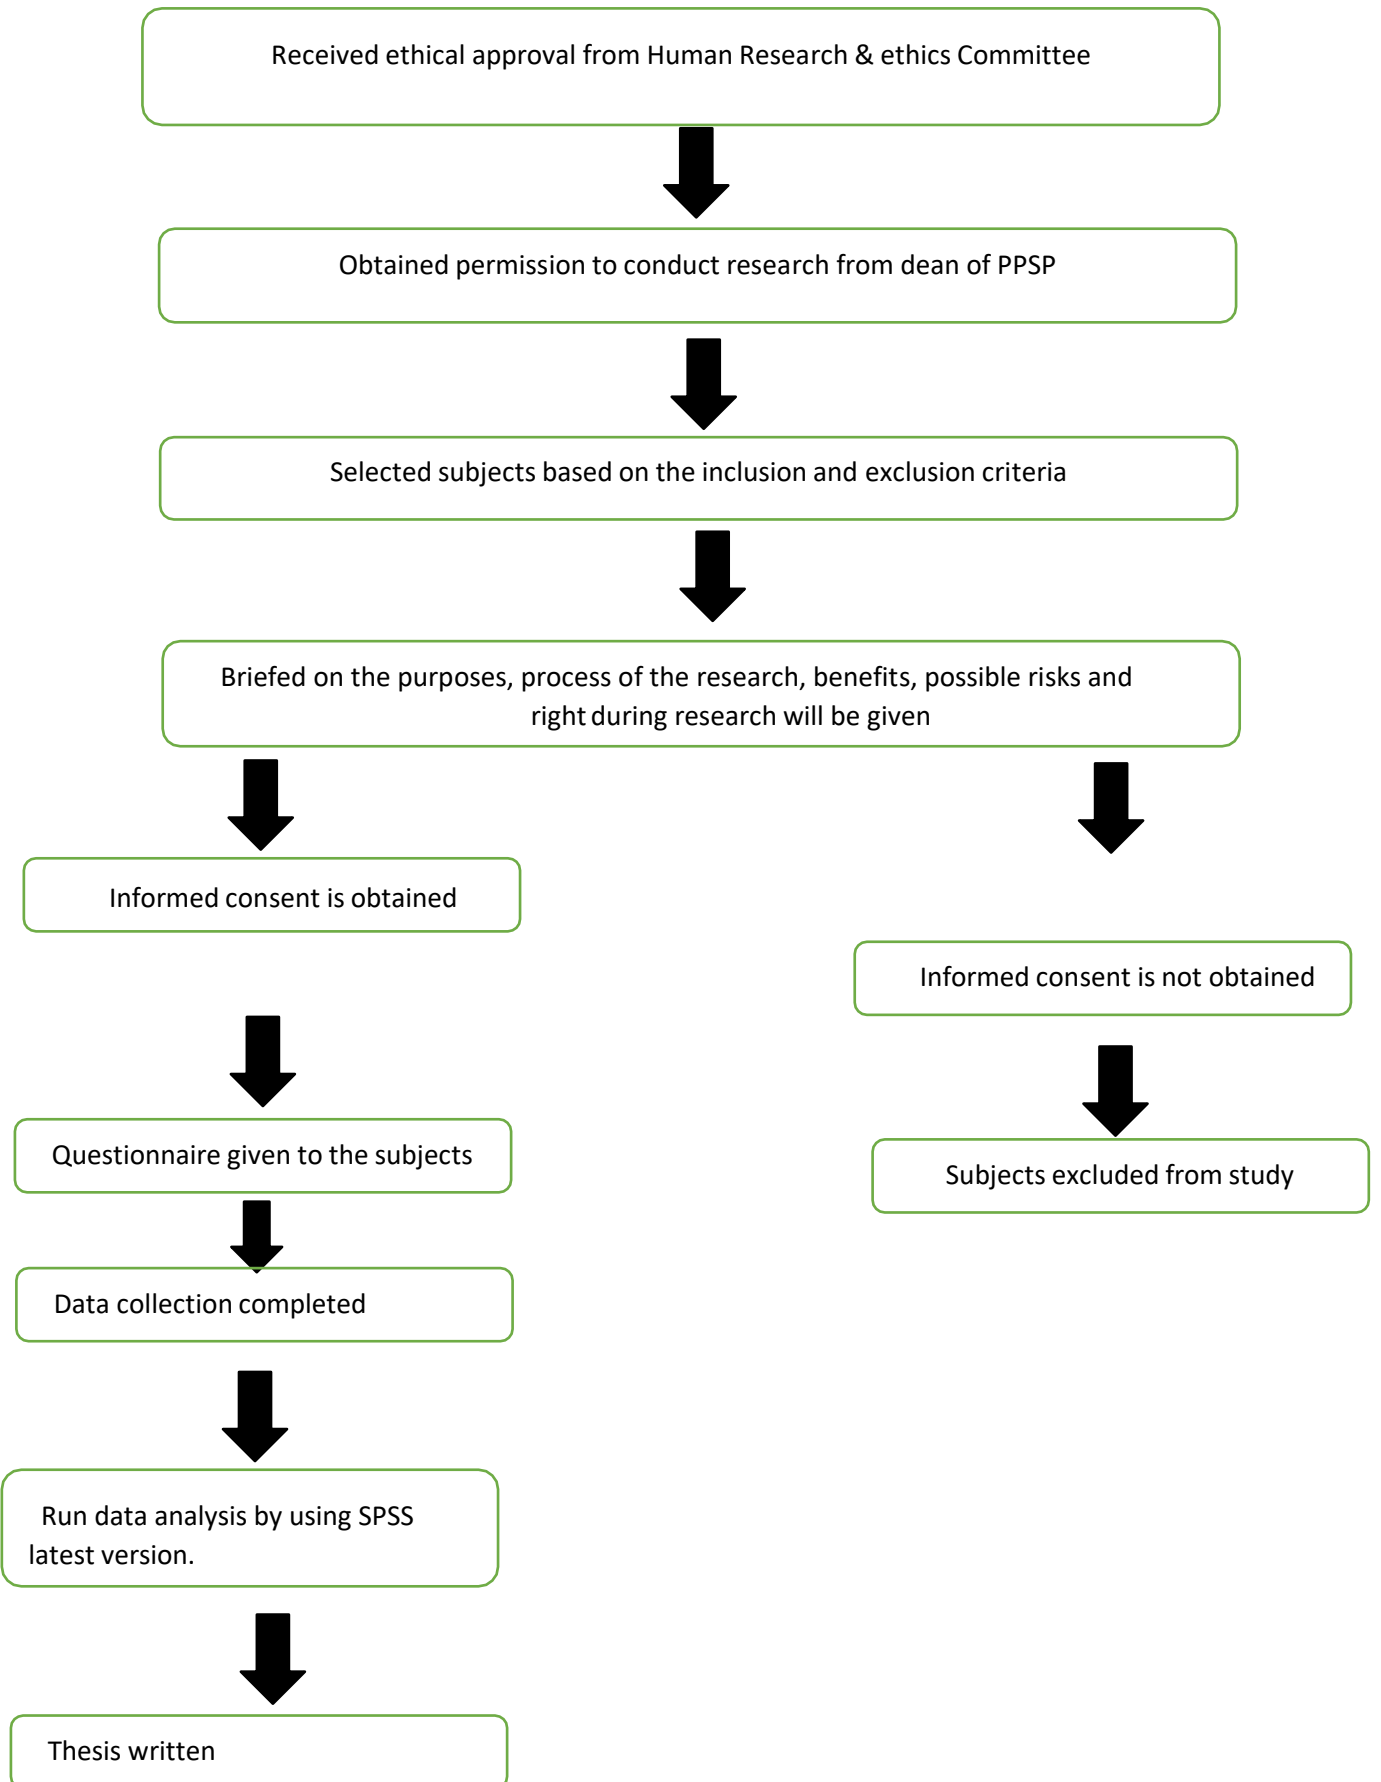 Received ethical approval from Human Research & ethics Committee
Obtained permission to conduct research from dean of PPSP
Selected subjects based on the inclusion and exclusion criteria
Briefed on the purposes, process of the research, benefits, possible risks and
right during research will be given
Informed consent is obtained
Informed consent is not obtained
Questionnaire given to the subjects
Subjects excluded from study
Data collection completed
Run data analysis by using SPSS
latest version.
Thesis written